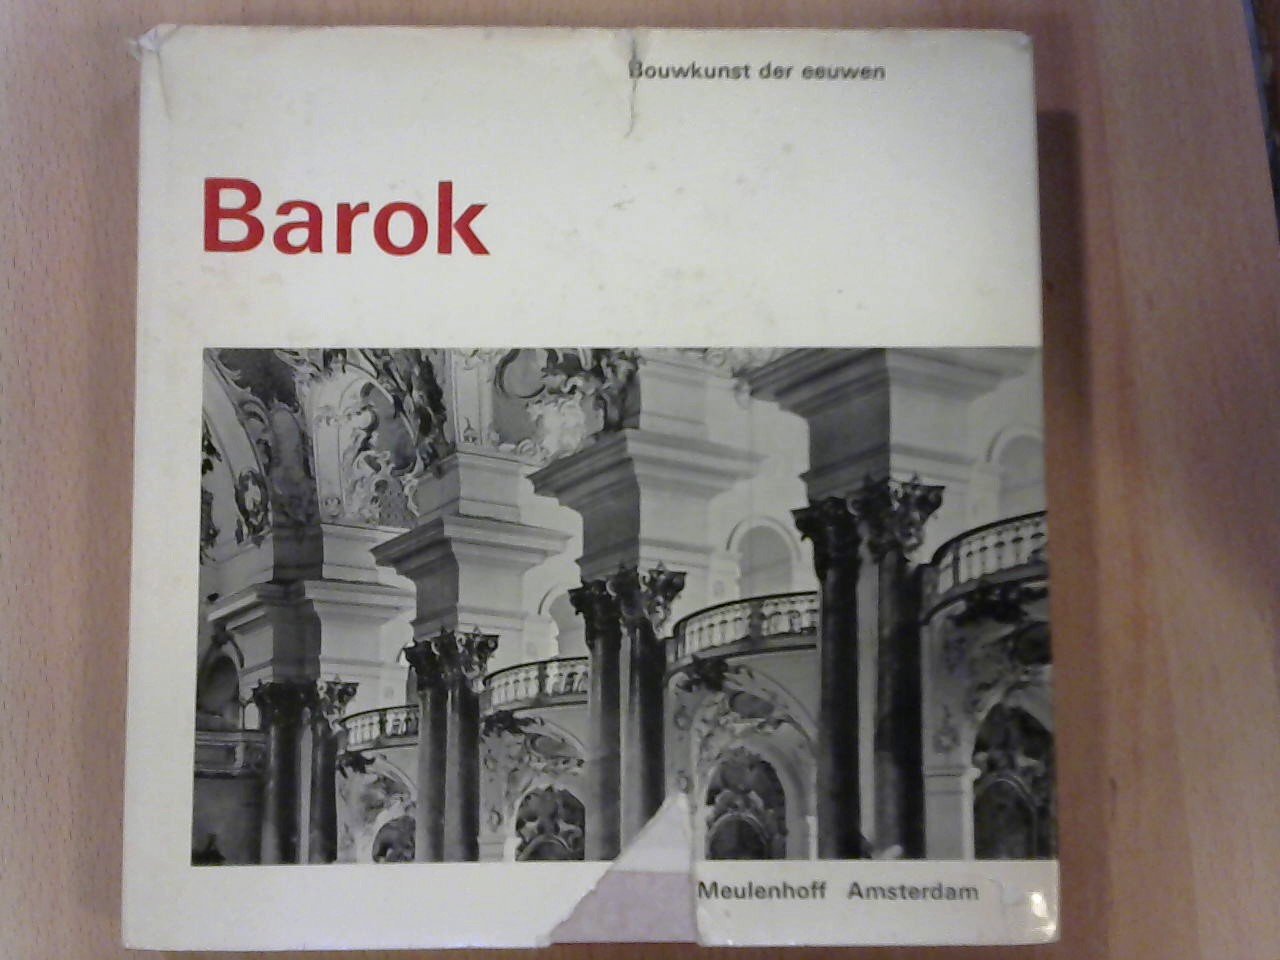 Bouwkunst der eeuwen
Barok
Meulenhoff Amsterdam